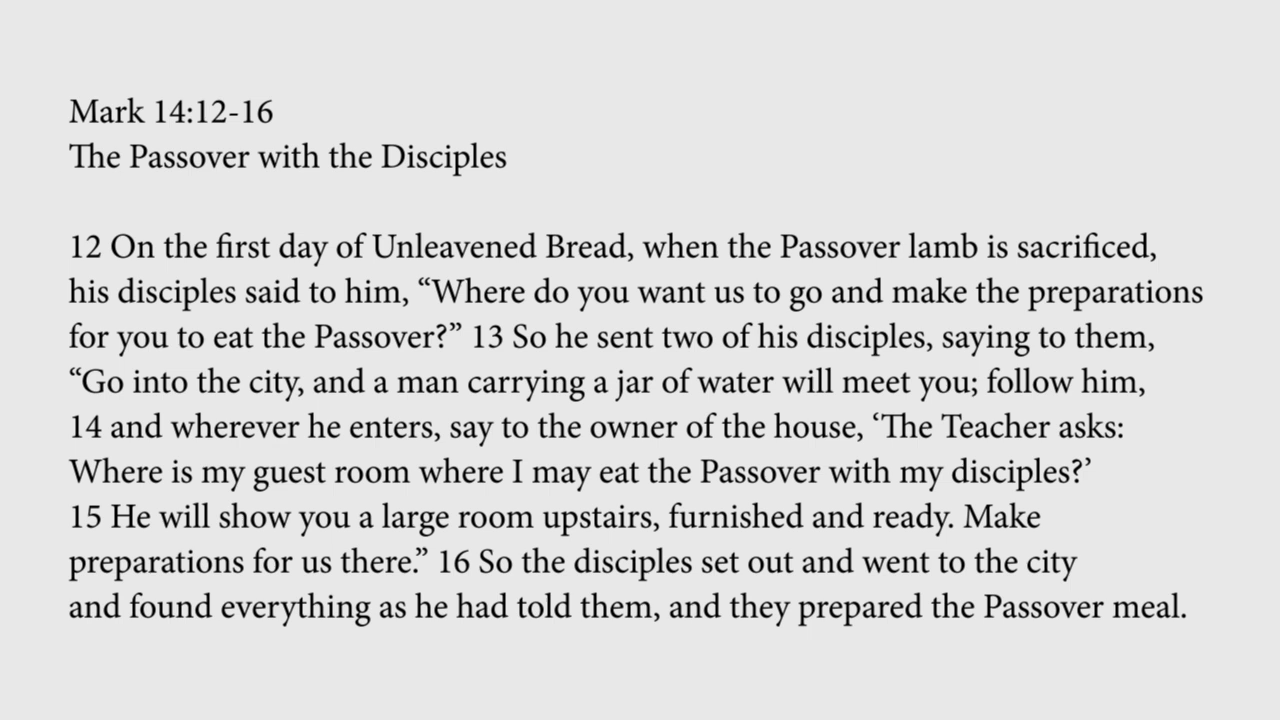 Mark 14:12-16
The Passover with the Disciples
12 On the first day of Unleavened Bread, when the Passover lamb is sacrificed,
his disciples said to him, “Where do you want us to go and make the preparations
for you to eat the Passover?” 13 So he sent two of his disciples, saying to them,
“Go into the city, and a man carrying a jar of water will meet you; follow him,
14 and wherever he enters, say to the owner of the house, ‘The Teacher asks:
Where is my guest room where I may eat the Passover with my disciples?’
15 He will show you a large room upstairs, furnished and ready. Make
preparations for us there.” 16 So the disciples set out and went to the city
and found everything as he had told them, and they prepared the Passover meal.